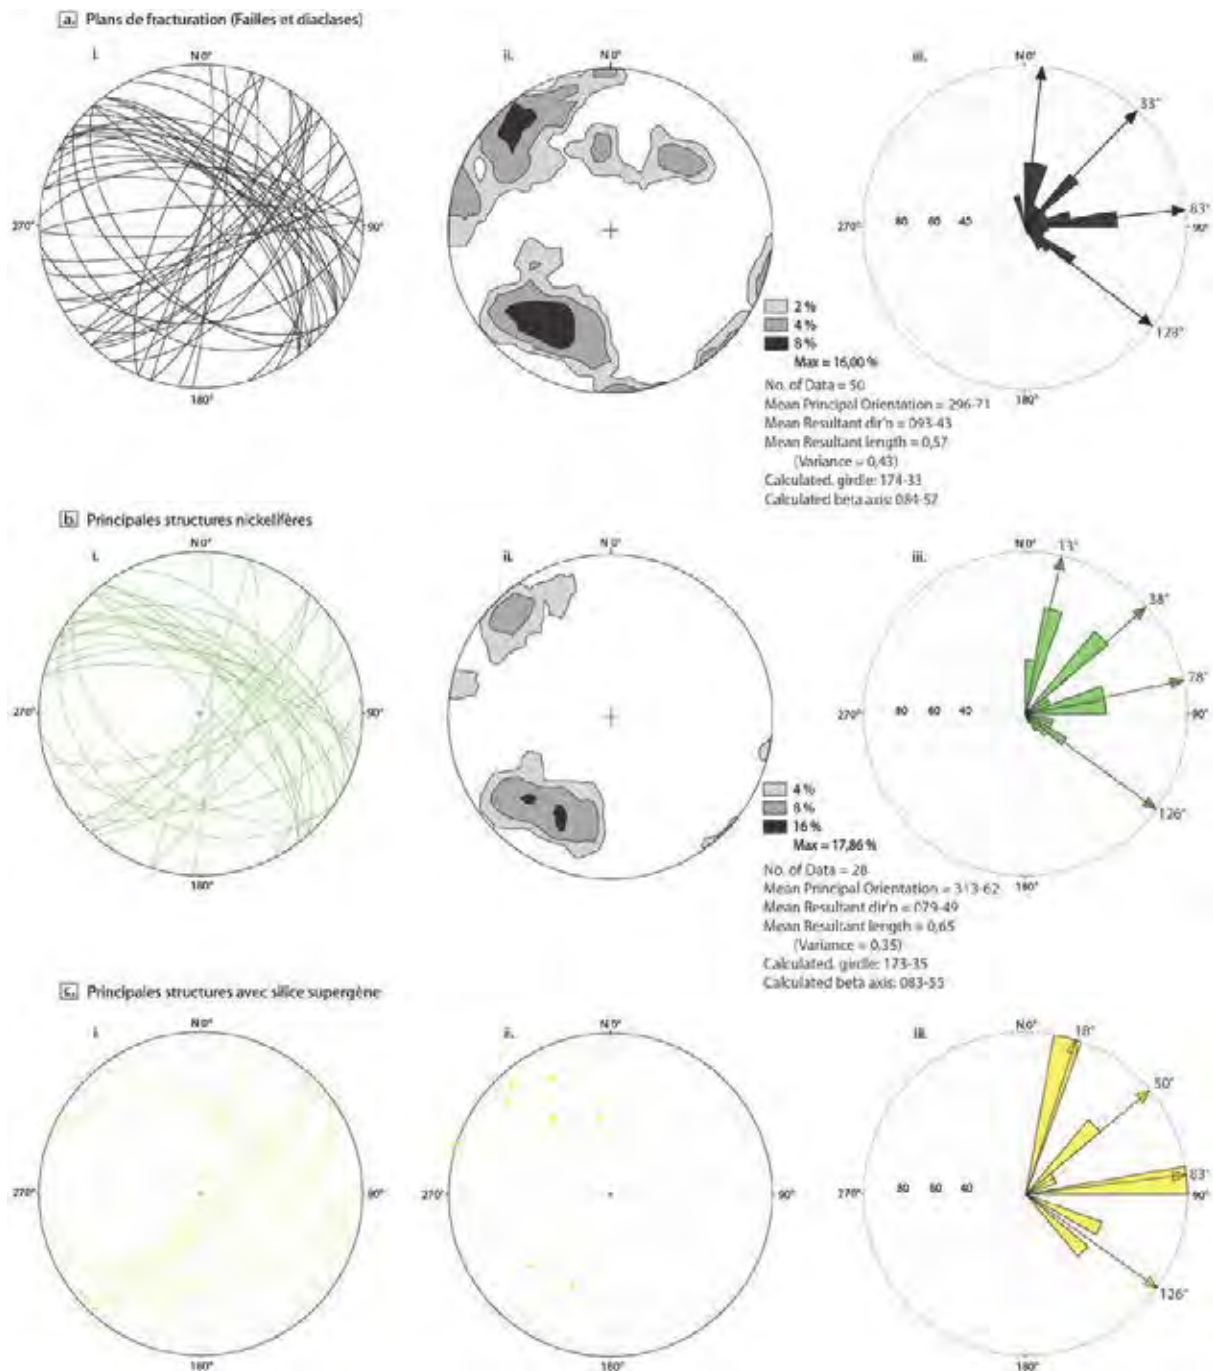 a. Plans de fracturation (Failles et diaclases)
i.
N 0°
270°
90°
180°
ii.
N 0°
2 %
4 %
8 %
Max = 16,00 %
No. of Data = 50
Mean Principal Orientation = 296-71
Mean Resultant dir'n = 093-43
Mean Resultant length = 0,57
(Variance = 0,43)
Calculated. girdle: 174-33
Calculated beta axis: 084-57
iii.
N 0°
33°
83°
90°
128°
180°
270°
80 60 40
b. Principales structures nickelifères
i.
N 0°
270°
90°
180°
ii.
N 0°
4 %
8 %
16 %
Max = 17,86 %
No. of Data = 28
Mean Principal Orientation = 313-62
Mean Resultant dir'n = 079-49
Mean Resultant length = 0,65
(Variance = 0,35)
Calculated. girdle: 173-35
Calculated beta axis: 083-55
iii.
N 0°
13°
38°
78°
90°
126°
180°
270°
80 60 40
c. Principales structures avec silice supergène
i.
N 0°
270°
90°
180°
ii.
N 0°
270°
90°
180°
iii.
N 0°
18°
50°
83°
90°
126°
180°
270°
80 60 40